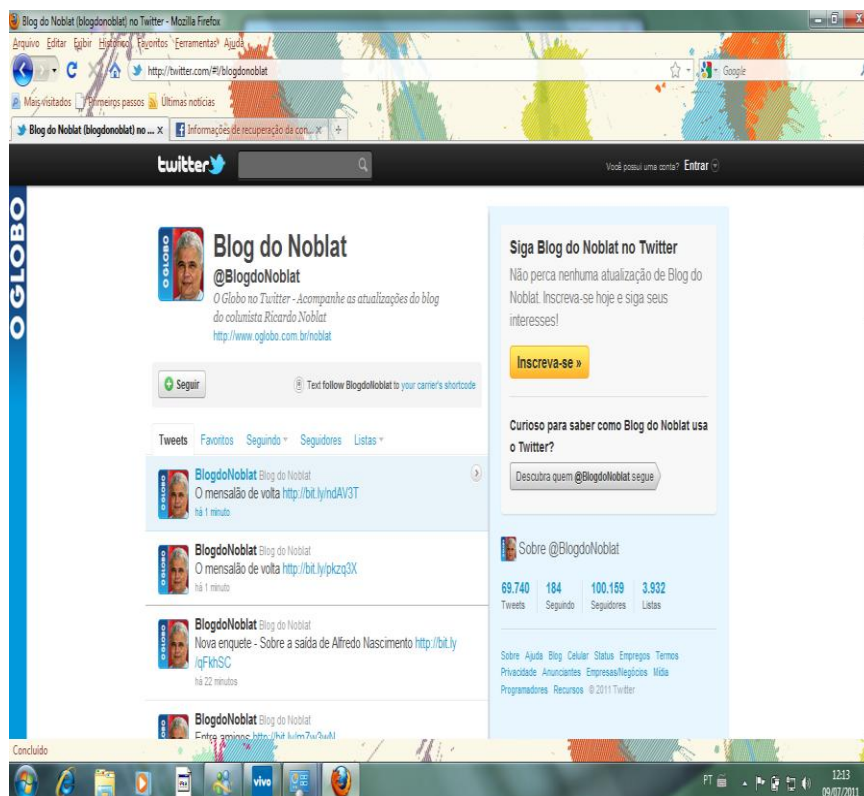 Blog do Noblat (blogdonoblat) no Twitter - Mozilla Firefox
Arquivo Editar Exibir Histórico Favoritos Ferramentas Ajuda
http://twitter.com/#!/blogdonoblat
Google
Mais visitados Primeiros passos Últimas notícias
Blog do Noblat (blogdonoblat) no ... x
Informações de recuperação da con... x +
twitter
Você possui uma conta? Entrar
O GLOBO
O GLOBO
Blog do Noblat
@BlogdoNoblat
O Globo no Twitter - Acompanhe as atualizações do blog
do colunista Ricardo Noblat
http://www.oglobo.com.br/noblat
Seguir
Text follow BlogdoNoblat to your carrier's shortcode
Tweets Favoritos Seguindo Seguidores Listas
O GLOBO
BlogdoNoblat Blog do Noblat
O mensalão de volta http://bit.ly/ndAV3T
há 1 minuto
O GLOBO
BlogdoNoblat Blog do Noblat
O mensalão de volta http://bit.ly/pkzq3X
há 1 minuto
O GLOBO
BlogdoNoblat Blog do Noblat
Nova enquete - Sobre a saída de Alfredo Nascimento http://bit.ly
/qFkhSC
há 22 minutos
BlogdoNoblat Blog do Noblat
Entre amigos http://bit.ly/m7w3wN
Siga Blog do Noblat no Twitter
Não perca nenhuma atualização de Blog do
Noblat. Inscreva-se hoje e siga seus
interesses!
Inscreva-se »
Curioso para saber como Blog do Noblat usa
o Twitter?
Descubra quem @BlogdoNoblat segue
Sobre @BlogdoNoblat
69.740 184 100.159 3.932
Tweets Seguindo Seguidores Listas
Sobre Ajuda Blog Celular Status Empregos Termos
Privacidade Anunciantes Empresas/Negócios Mídia
Programadores Recursos © 2011 Twitter
Concluído
vivo
PT
12:13
09/07/2011